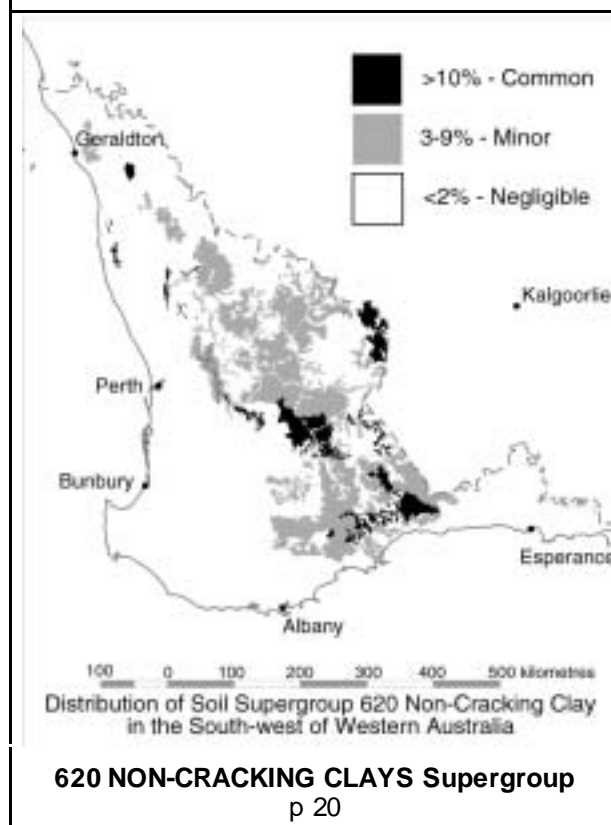 >10% - Common
3-9% - Minor
<2% - Negligible
Geraldton
Kalgoorlie
Perth
Bunbury
Esperance
Albany
100 0 100 200 300 400 500 kilometres
Distribution of Soil Supergroup 620 Non-Cracking Clay
in the South-west of Western Australia
620 NON-CRACKING CLAYS Supergroup
p 20